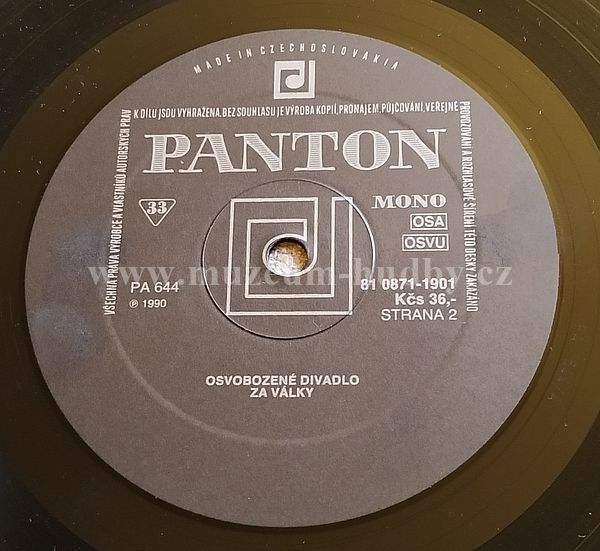 MADE IN CZECHOSLOVAKIA
VŠECHNA PRÁVA VÝROBCE A VLASTNÍKŮ AUTORSKÝCH PRÁV
K DÍLU JSOU VYHRAŽENA. BEZ SOUHLASU JE VÝROBA KOPIÍ, PRONÁJEM, PŮJČOVÁNÍ, VEŘEJNÉ
PROVOZOVÁNÍ A ROZHLASOVÉ ŠÍŘENÍ TÉTO DESKY ZAKÁZÁNO
PANTON
33
MONO
OSA
OSVU
www.muzeum-hudby.cz
PA 644
℗ 1990
81 0871-1901
Kčs 36,-
STRANA 2
OSVOBOZENÉ DIVADLO
ZA VÁLKY